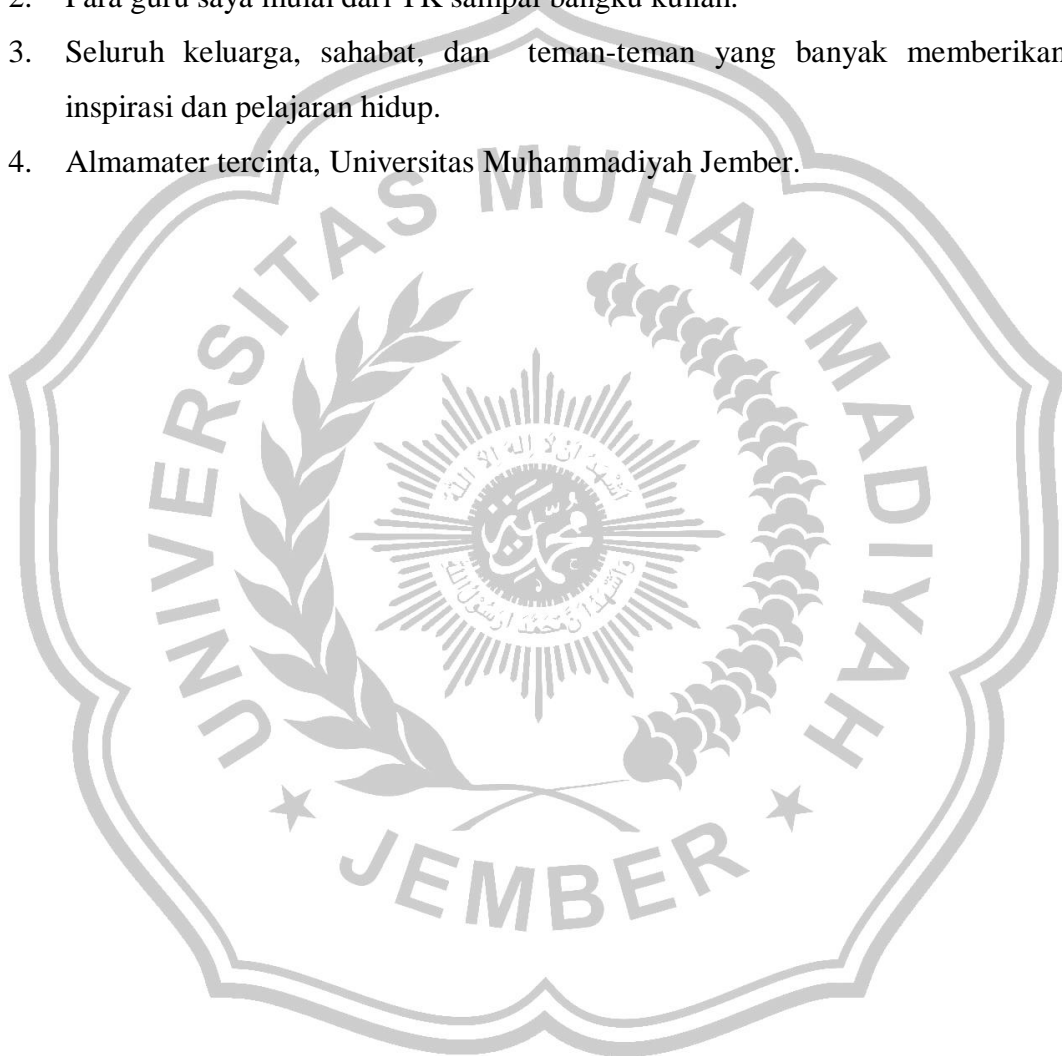 2. Para guru saya mulai dari TK sampai bangku kuliah.
3. Seluruh keluarga, sahabat, dan teman-teman yang banyak memberikan
inspirasi dan pelajaran hidup.
4. Almamater tercinta, Universitas Muhammadiyah Jember.
UNIVERSITAS MUHAMMADIYAH
JEMBER